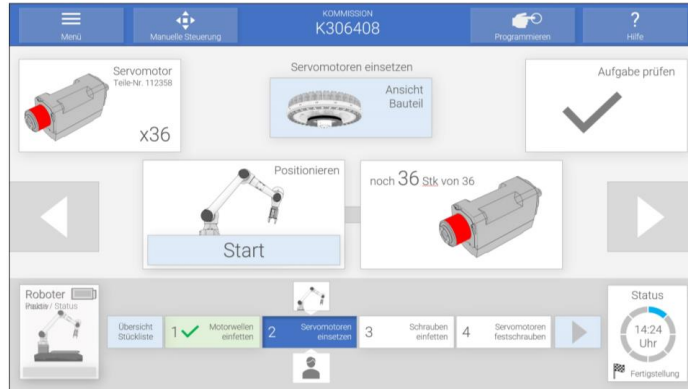 KOMMISSION
K306408
Menü
Manuelle Steuerung
Programmieren
?
Hilfe
Servomotor
Teile-Nr. 112358
x36
Servomotoren einsetzen
Ansicht
Bauteil
Aufgabe prüfen
Positionieren
Start
noch 36 Stk von 36
Roboter
/ Status
Übersicht
Stückliste
1
Motorwellen
einfetten
2
Servomotoren
einsetzen
3
Schrauben
einfetten
4
Servomotoren
festschrauben
Status
14:24
Uhr
Fertigstellung